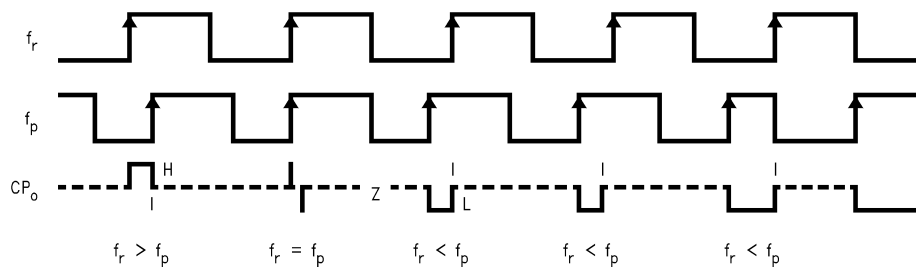 fr
fp
H
I I I
CPo
Z
I
L
fr > fp fr = fp fr < fp fr < fp fr < fp